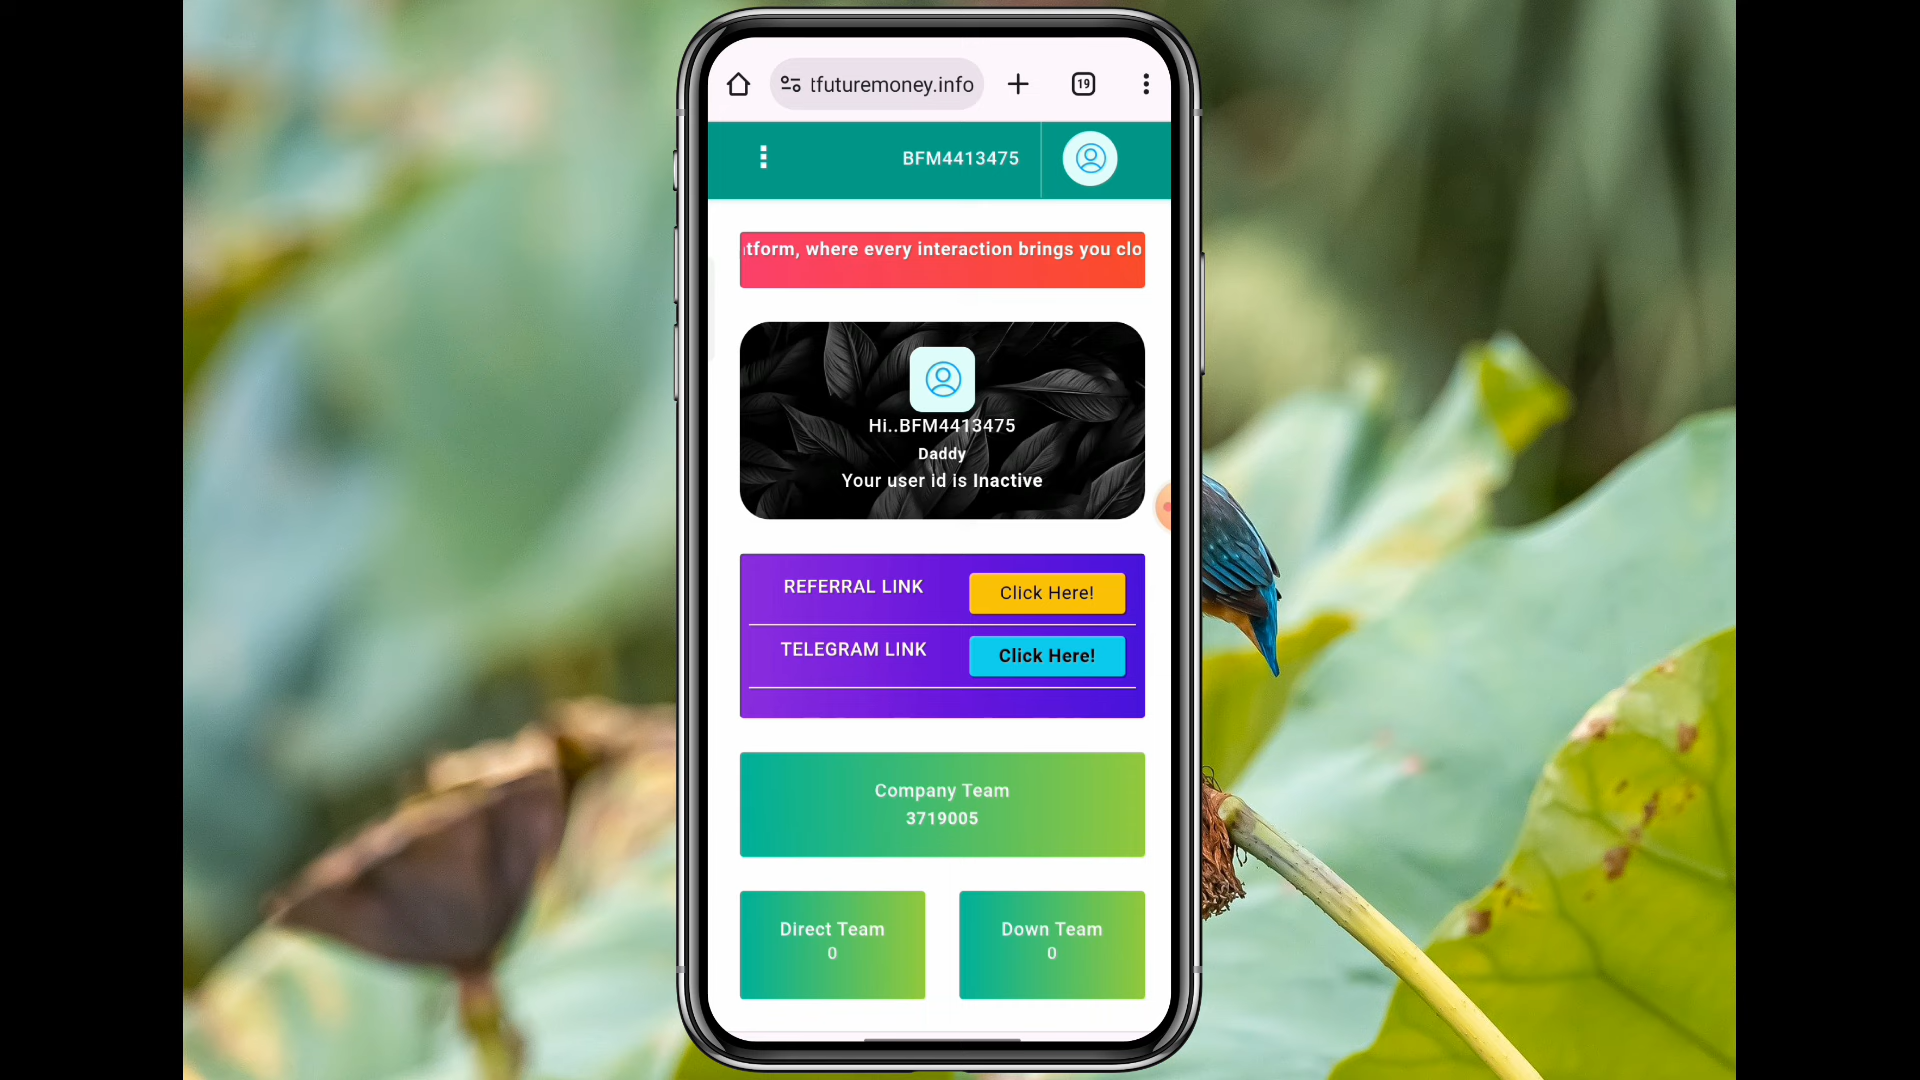 tfuturemoney.info
19
BFM4413475
tform, where every interaction brings you clo
Hi..BFM4413475
Daddy
Your user id is Inactive
REFERRAL LINK
Click Here!
TELEGRAM LINK
Click Here!
Company Team
3719005
Direct Team
0
Down Team
0